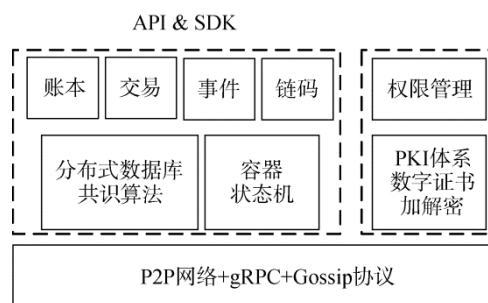 API & SDK
账本
交易
事件
链码
权限管理
分布式数据库
共识算法
容器
状态机
PKI体系
数字证书
加解密
P2P网络+gRPC+Gossip协议